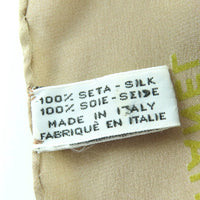 100% SETA - SILK
100% SOIE - SEIDE
MADE IN ITALY
FABRIQUÉ EN ITALIE